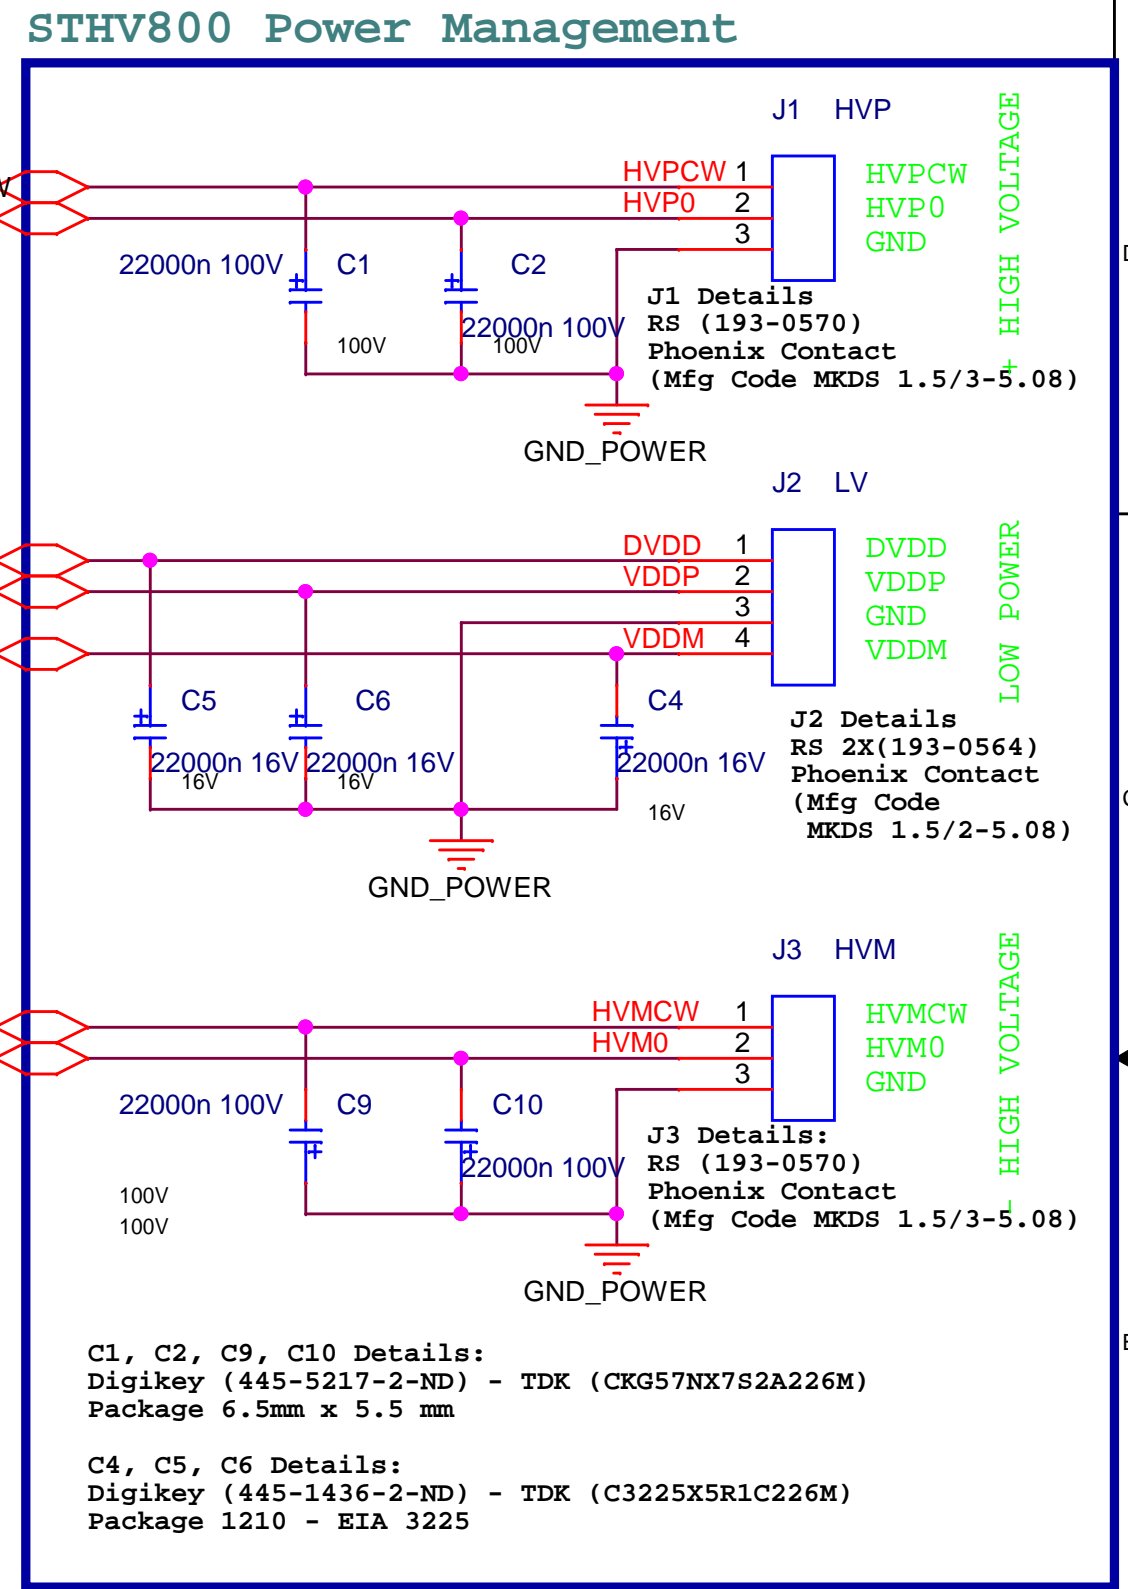 STHV800 Power Management
J1 HVP
HVPCW 1
HVP0 2
3
HVPCW
HVP0
GND
+ HIGH VOLTAGE
22000n 100V C1
C2
22000n 100V
100V
100V
J1 Details
RS (193-0570)
Phoenix Contact
(Mfg Code MKDS 1.5/3-5.08)
GND_POWER
J2 LV
DVDD 1
VDDP 2
3
VDDM 4
DVDD
VDDP
GND
VDDM
LOW POWER
C5
C6
C4
22000n 16V
22000n 16V
22000n 16V
16V
16V
16V
J2 Details
RS 2X(193-0564)
Phoenix Contact
(Mfg Code
MKDS 1.5/2-5.08)
GND_POWER
J3 HVM
HVMCW 1
HVM0 2
3
HVMCW
HVM0
GND
- HIGH VOLTAGE
22000n 100V C9
C10
22000n 100V
100V
100V
J3 Details:
RS (193-0570)
Phoenix Contact
(Mfg Code MKDS 1.5/3-5.08)
GND_POWER
C1, C2, C9, C10 Details:
Digikey (445-5217-2-ND) - TDK (CKG57NX7S2A226M)
Package 6.5mm x 5.5 mm
C4, C5, C6 Details:
Digikey (445-1436-2-ND) - TDK (C3225X5R1C226M)
Package 1210 - EIA 3225